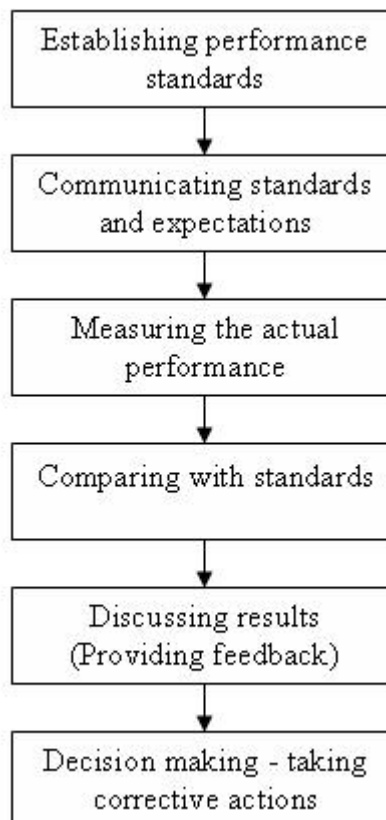 Establishing performance
standards
Communicating standards
and expectations
Measuring the actual
performance
Comparing with standards
Discussing results
(Providing feedback)
Decision making - taking
corrective actions